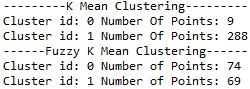 ---------K Mean Clustering---------
Cluster id: 0 Number Of Points: 9
Cluster id: 1 Number Of Points: 288
------Fuzzy K Mean Clustering------
Cluster id: 0 Number Of Points: 74
Cluster id: 1 Number Of Points: 69